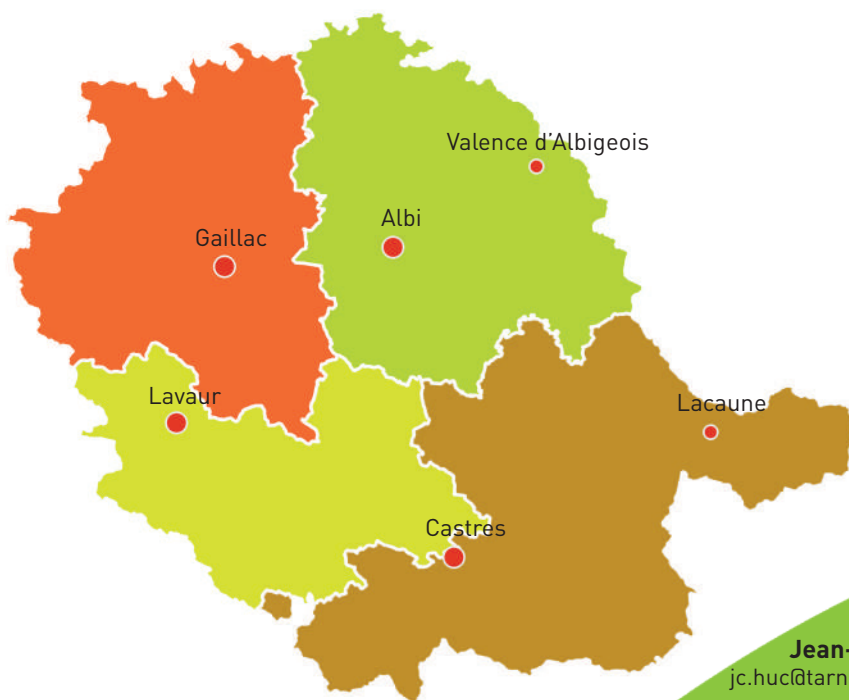 Valence d'Albigeois
Albi
Gaillac
Lavaur
Lacaune
Castres
Jean-
jc.huc@tarn